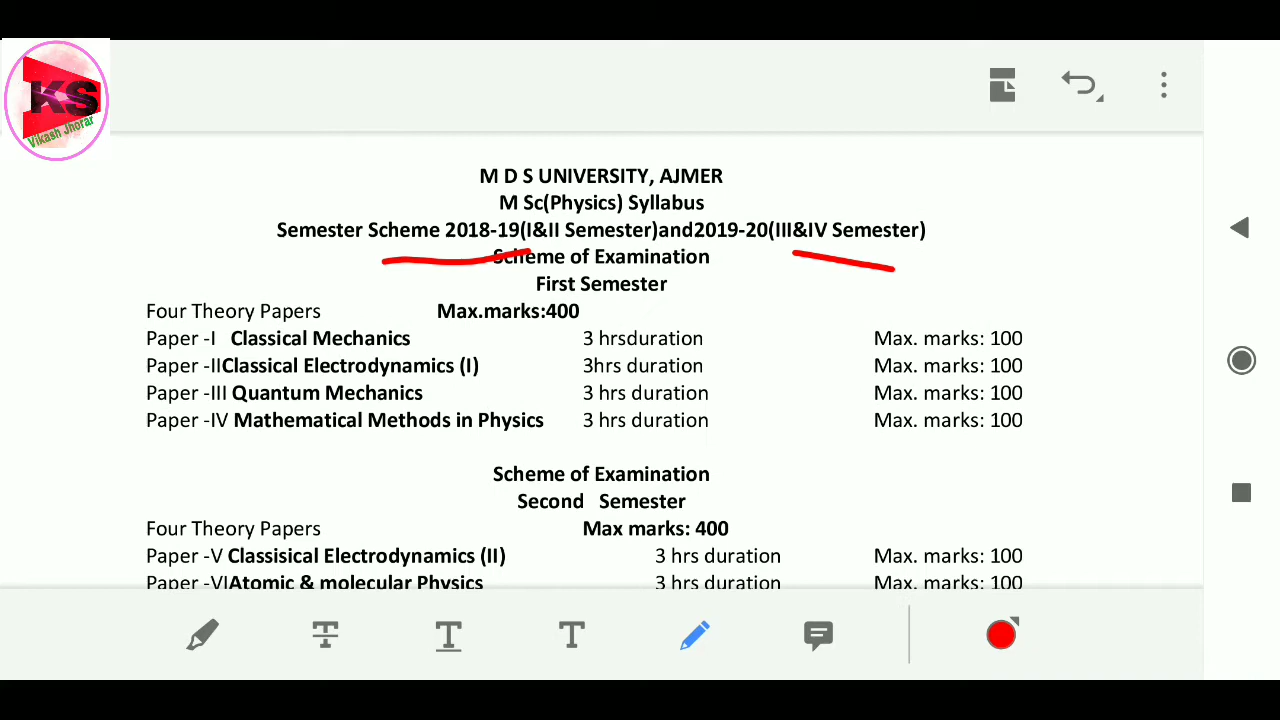 KS
Vikash Jhorar
M D S UNIVERSITY, AJMER
M Sc(Physics) Syllabus
Semester Scheme 2018-19(I&II Semester)and2019-20(III&IV Semester)
Scheme of Examination
First Semester
Four Theory Papers Max.marks:400
Paper -I Classical Mechanics 3 hrsduration Max. marks: 100
Paper -IIClassical Electrodynamics (I) 3hrs duration Max. marks: 100
Paper -III Quantum Mechanics 3 hrs duration Max. marks: 100
Paper -IV Mathematical Methods in Physics 3 hrs duration Max. marks: 100
Scheme of Examination
Second Semester
Four Theory Papers Max marks: 400
Paper -V Classisical Electrodynamics (II) 3 hrs duration Max. marks: 100
Paper -VIAtomic & molecular Physics 3 hrs duration Max. marks: 100